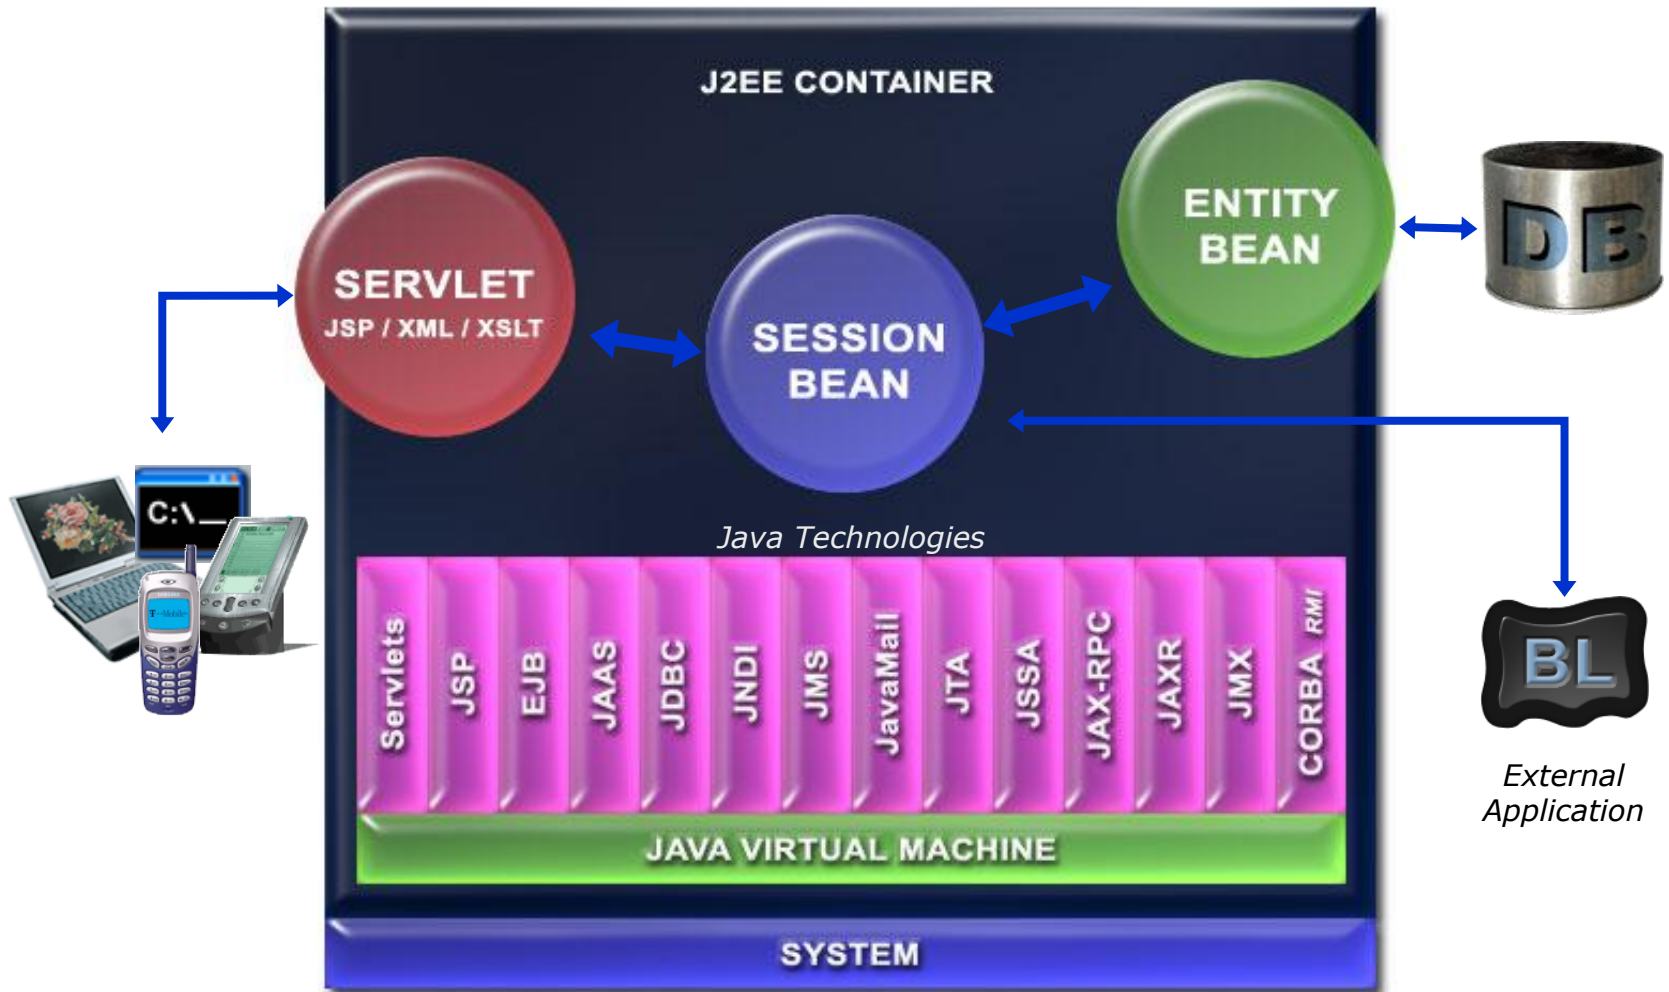 J2EE CONTAINER
ENTITY
BEAN
DB
SERVLET
JSP / XML / XSLT
SESSION
BEAN
C:\_
T-Mobile
Java Technologies
Servlets
JSP
EJB
JAAS
JDBC
JNDI
JMS
JavaMail
JTA
JSSA
JAX-RPC
JAXR
JMX
CORBA RMI
BL
External
Application
JAVA VIRTUAL MACHINE
SYSTEM